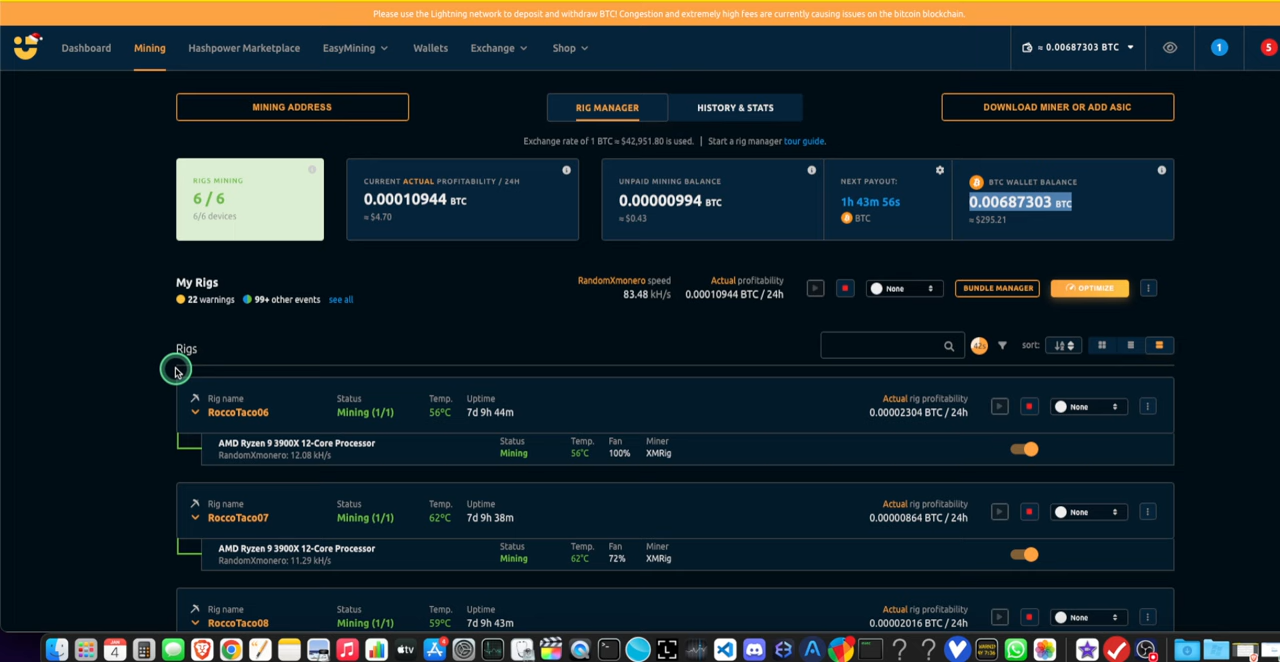 Please use the Lightning network to deposit and withdraw BTC! Congestion and extremely high fees are currently causing issues on the bitcoin blockchain.
Dashboard Mining Hashpower Marketplace EasyMining Wallets Exchange Shop ≈ 0.00687303 BTC 1 5
MINING ADDRESS RIG MANAGER HISTORY & STATS DOWNLOAD MINER OR ADD ASIC
Exchange rate of 1 BTC ≈ $42,951.80 is used. | Start a rig manager tour guide.
RIGS MINING
6 / 6
6/6 devices
CURRENT ACTUAL PROFITABILITY / 24H
0.00010944 BTC
≈ $4.70
UNPAID MINING BALANCE
0.00000994 BTC
≈ $0.43
NEXT PAYOUT:
1h 43m 56s
BTC
BTC WALLET BALANCE
0.00687303 BTC
≈ $295.21
My Rigs
22 warnings 99+ other events see all
RandomXmonero speed
83.48 kH/s
Actual profitability
0.00010944 BTC / 24h
None BUNDLE MANAGER OPTIMIZE
Rigs
sort:
Rig name Status Temp. Uptime Actual rig profitability
RoccoTaco06 Mining (1/1) 56°C 7d 9h 44m 0.00002304 BTC / 24h None
AMD Ryzen 9 3900X 12-Core Processor Status Temp. Fan Miner
RandomXmonero: 12.08 kH/s Mining 56°C 100% XMRig
Rig name Status Temp. Uptime Actual rig profitability
RoccoTaco07 Mining (1/1) 62°C 7d 9h 38m 0.00000864 BTC / 24h None
AMD Ryzen 9 3900X 12-Core Processor Status Temp. Fan Miner
RandomXmonero: 11.29 kH/s Mining 62°C 72% XMRig
Rig name Status Temp. Uptime Actual rig profitability
RoccoTaco08 Mining (1/1) 59°C 7d 9h 43m 0.00002016 BTC / 24h None
4 tv